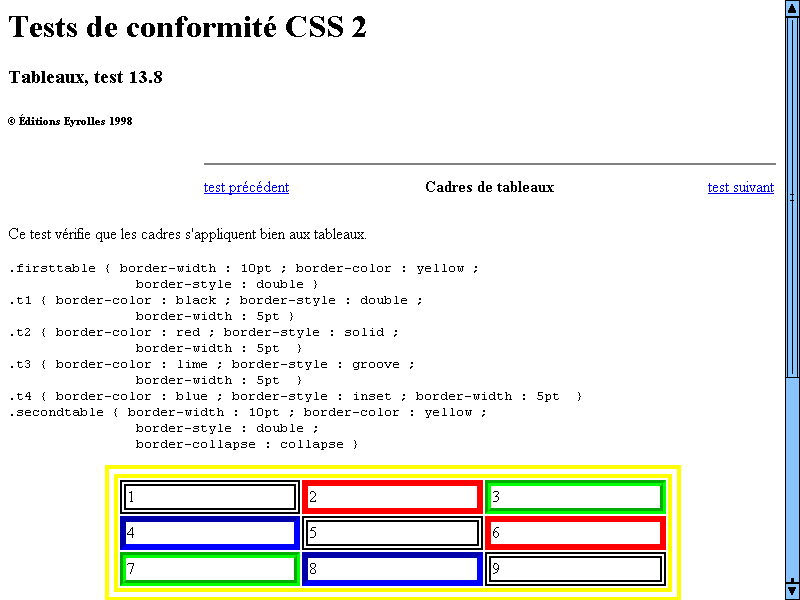 Tests de conformité CSS 2
Tableaux, test 13.8
© Éditions Eyrolles 1998
test précédent Cadres de tableaux test suivant
Ce test vérifie que les cadres s'appliquent bien aux tableaux.
.firsttable { border-width : 10pt ; border-color : yellow ;
border-style : double }
.t1 { border-color : black ; border-style : double ;
border-width : 5pt }
.t2 { border-color : red ; border-style : solid ;
border-width : 5pt  }
.t3 { border-color : lime ; border-style : groove ;
border-width : 5pt  }
.t4 { border-color : blue ; border-style : inset ; border-width : 5pt  }
.secondtable { border-width : 10pt ; border-color : yellow ;
border-style : double ;
border-collapse : collapse }
1 2 3
4 5 6
7 8 9